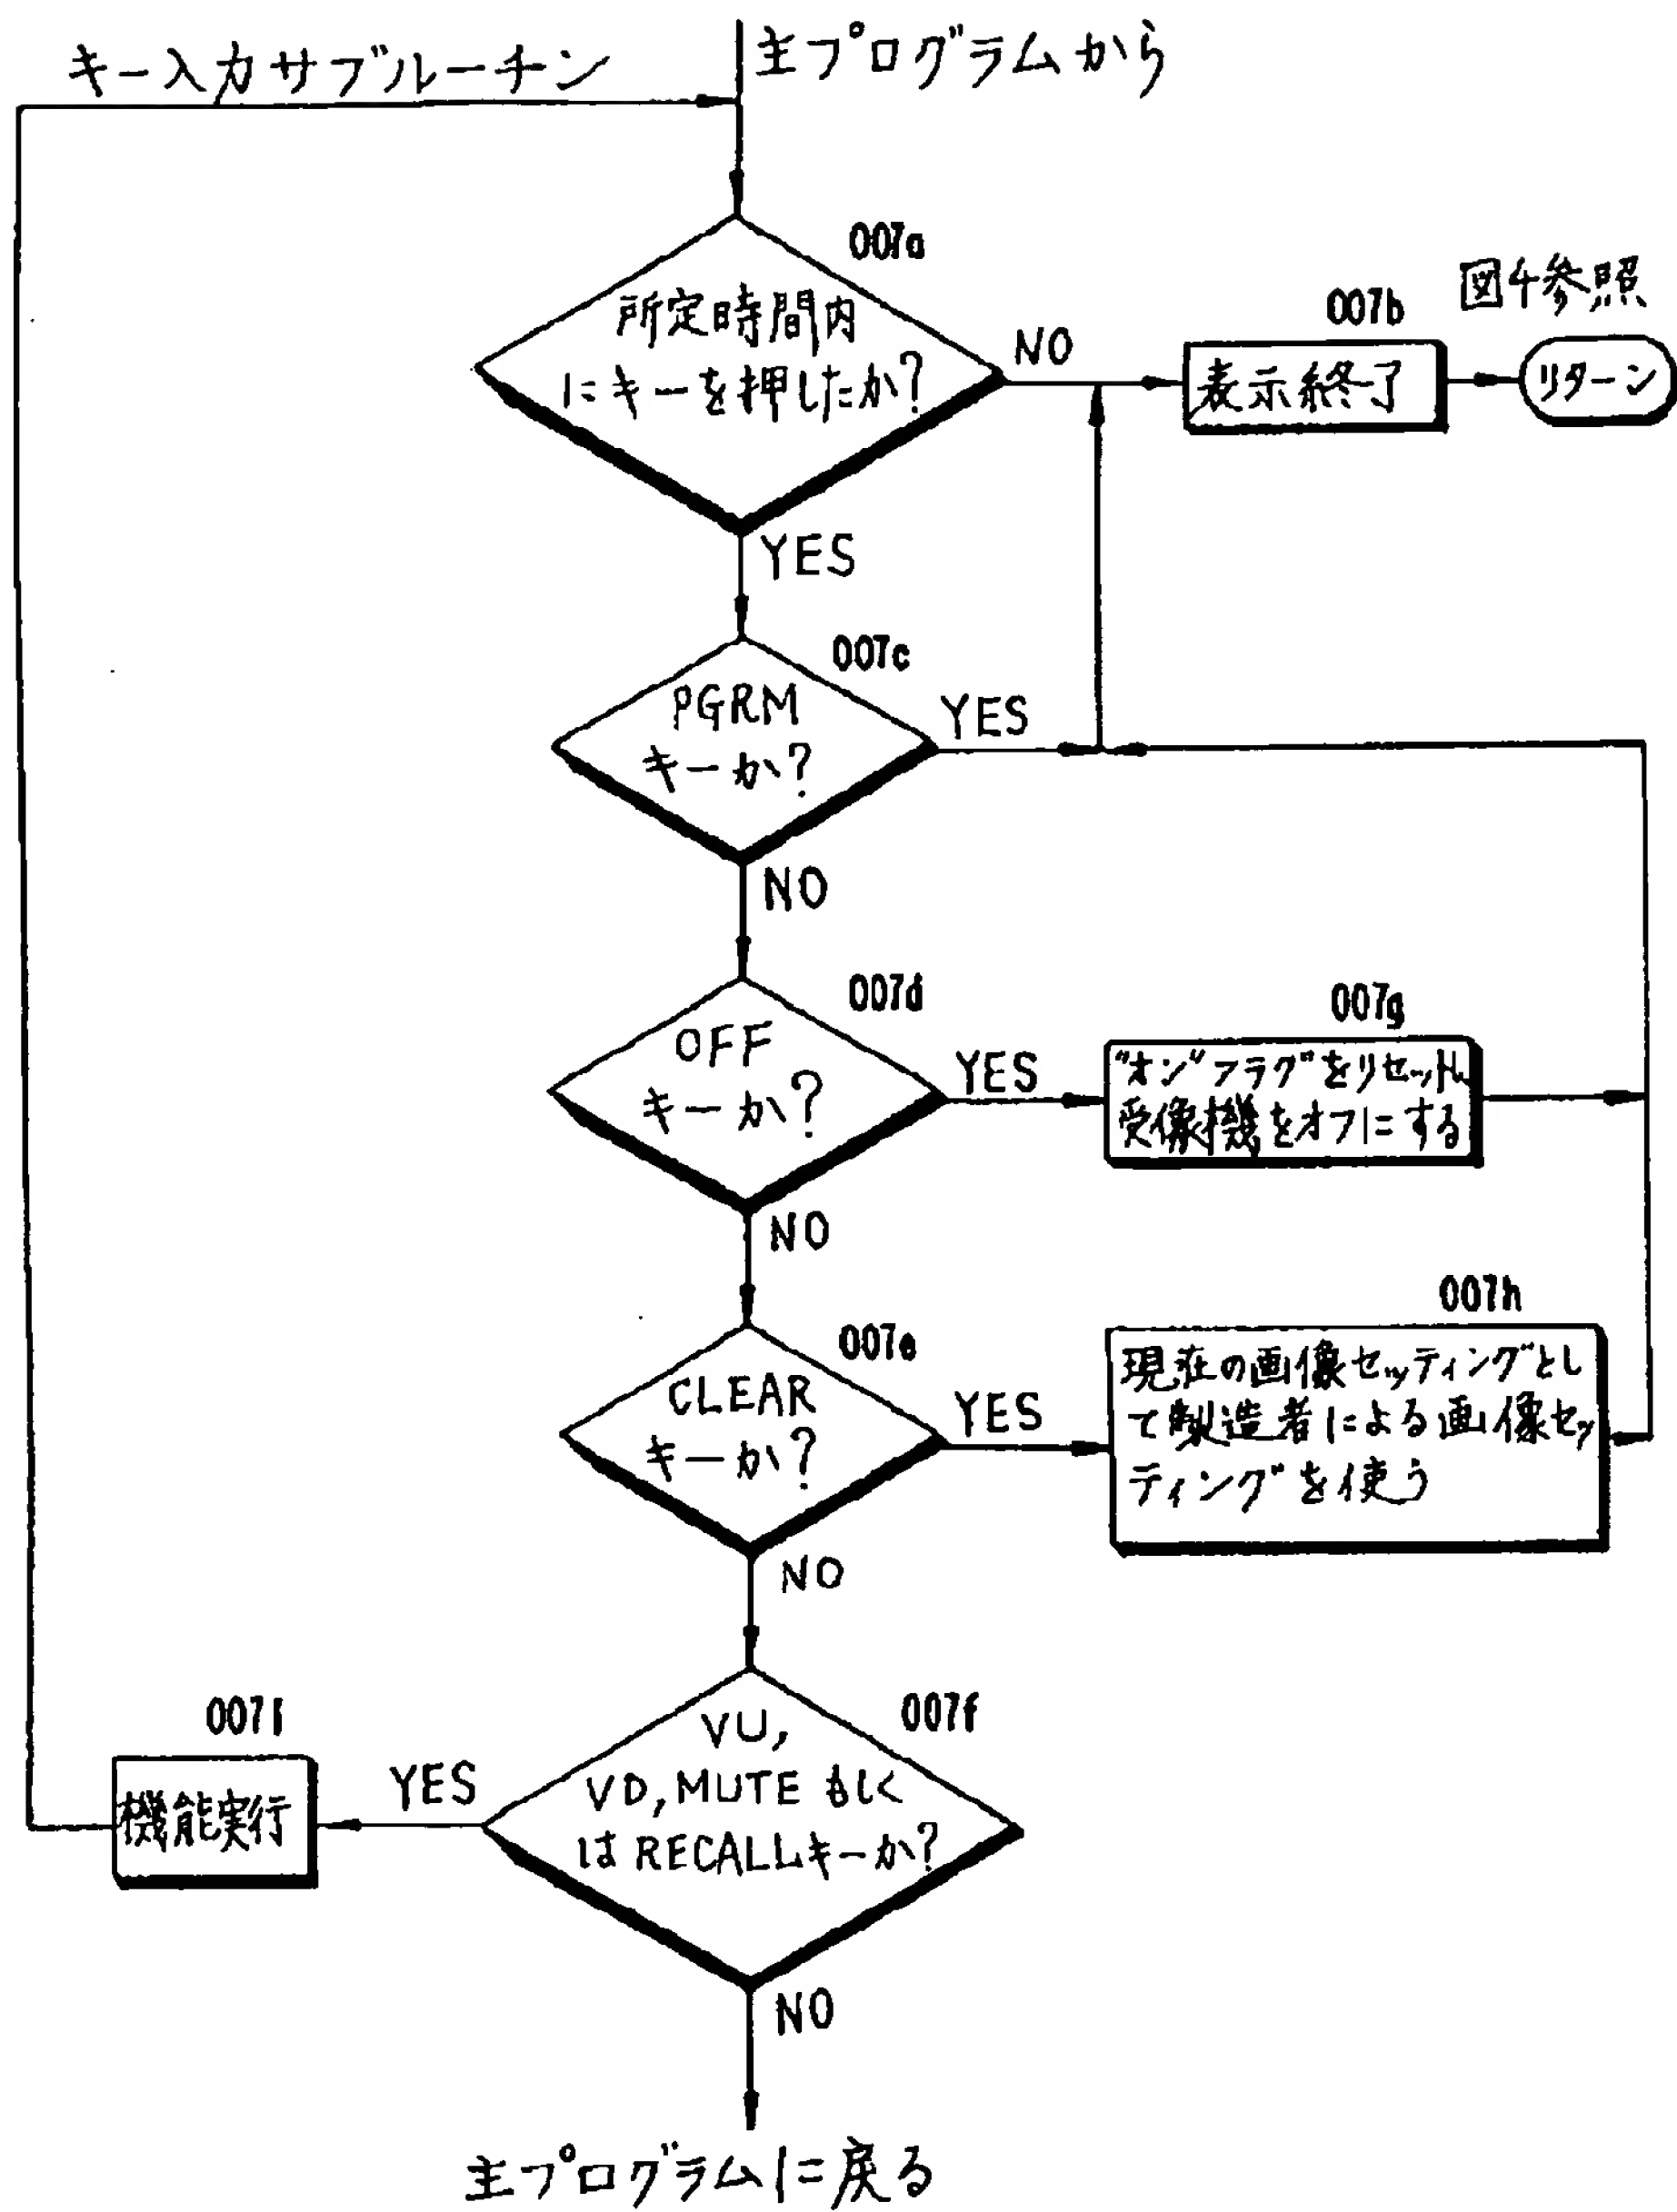 キー入力サブルーチン
主プログラムから
007a
所定時間内
にキーを押したか?
NO
007b
表示終了
図4参照
リターン
YES
007c
PGRM
キーか?
YES
NO
007d
OFF
キーか?
YES
007g
"オン"フラグをリセットし
受像機をオフにする
NO
007e
CLEAR
キーか?
YES
007h
現在の画像セッティングとし
て製造者による画像セッ
ティングを使う
NO
007f
VU,
VD, MUTE もしく
は RECALLキーか?
YES
007i
機能実行
NO
主プログラムに戻る